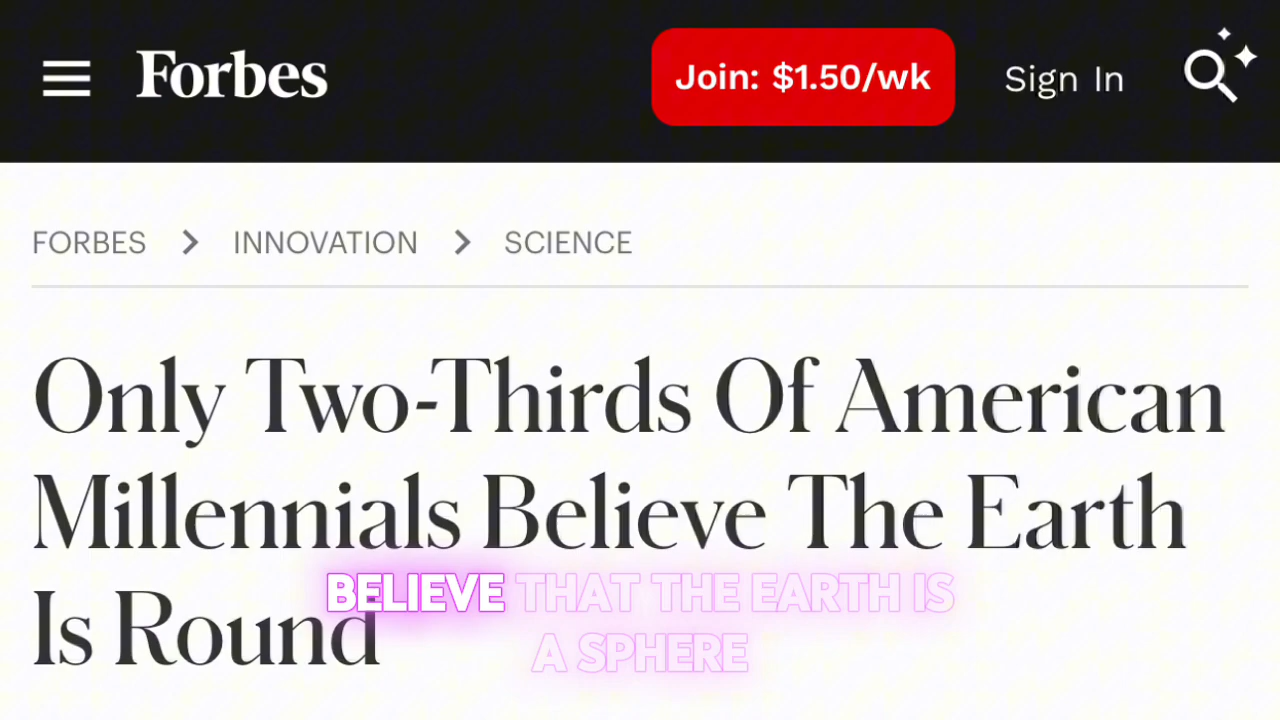 Forbes
Join: $1.50/wk
Sign In
FORBES > INNOVATION > SCIENCE
Only Two-Thirds Of American
Millennials Believe The Earth
Is Round
BELIEVE THAT THE EARTH IS
A SPHERE